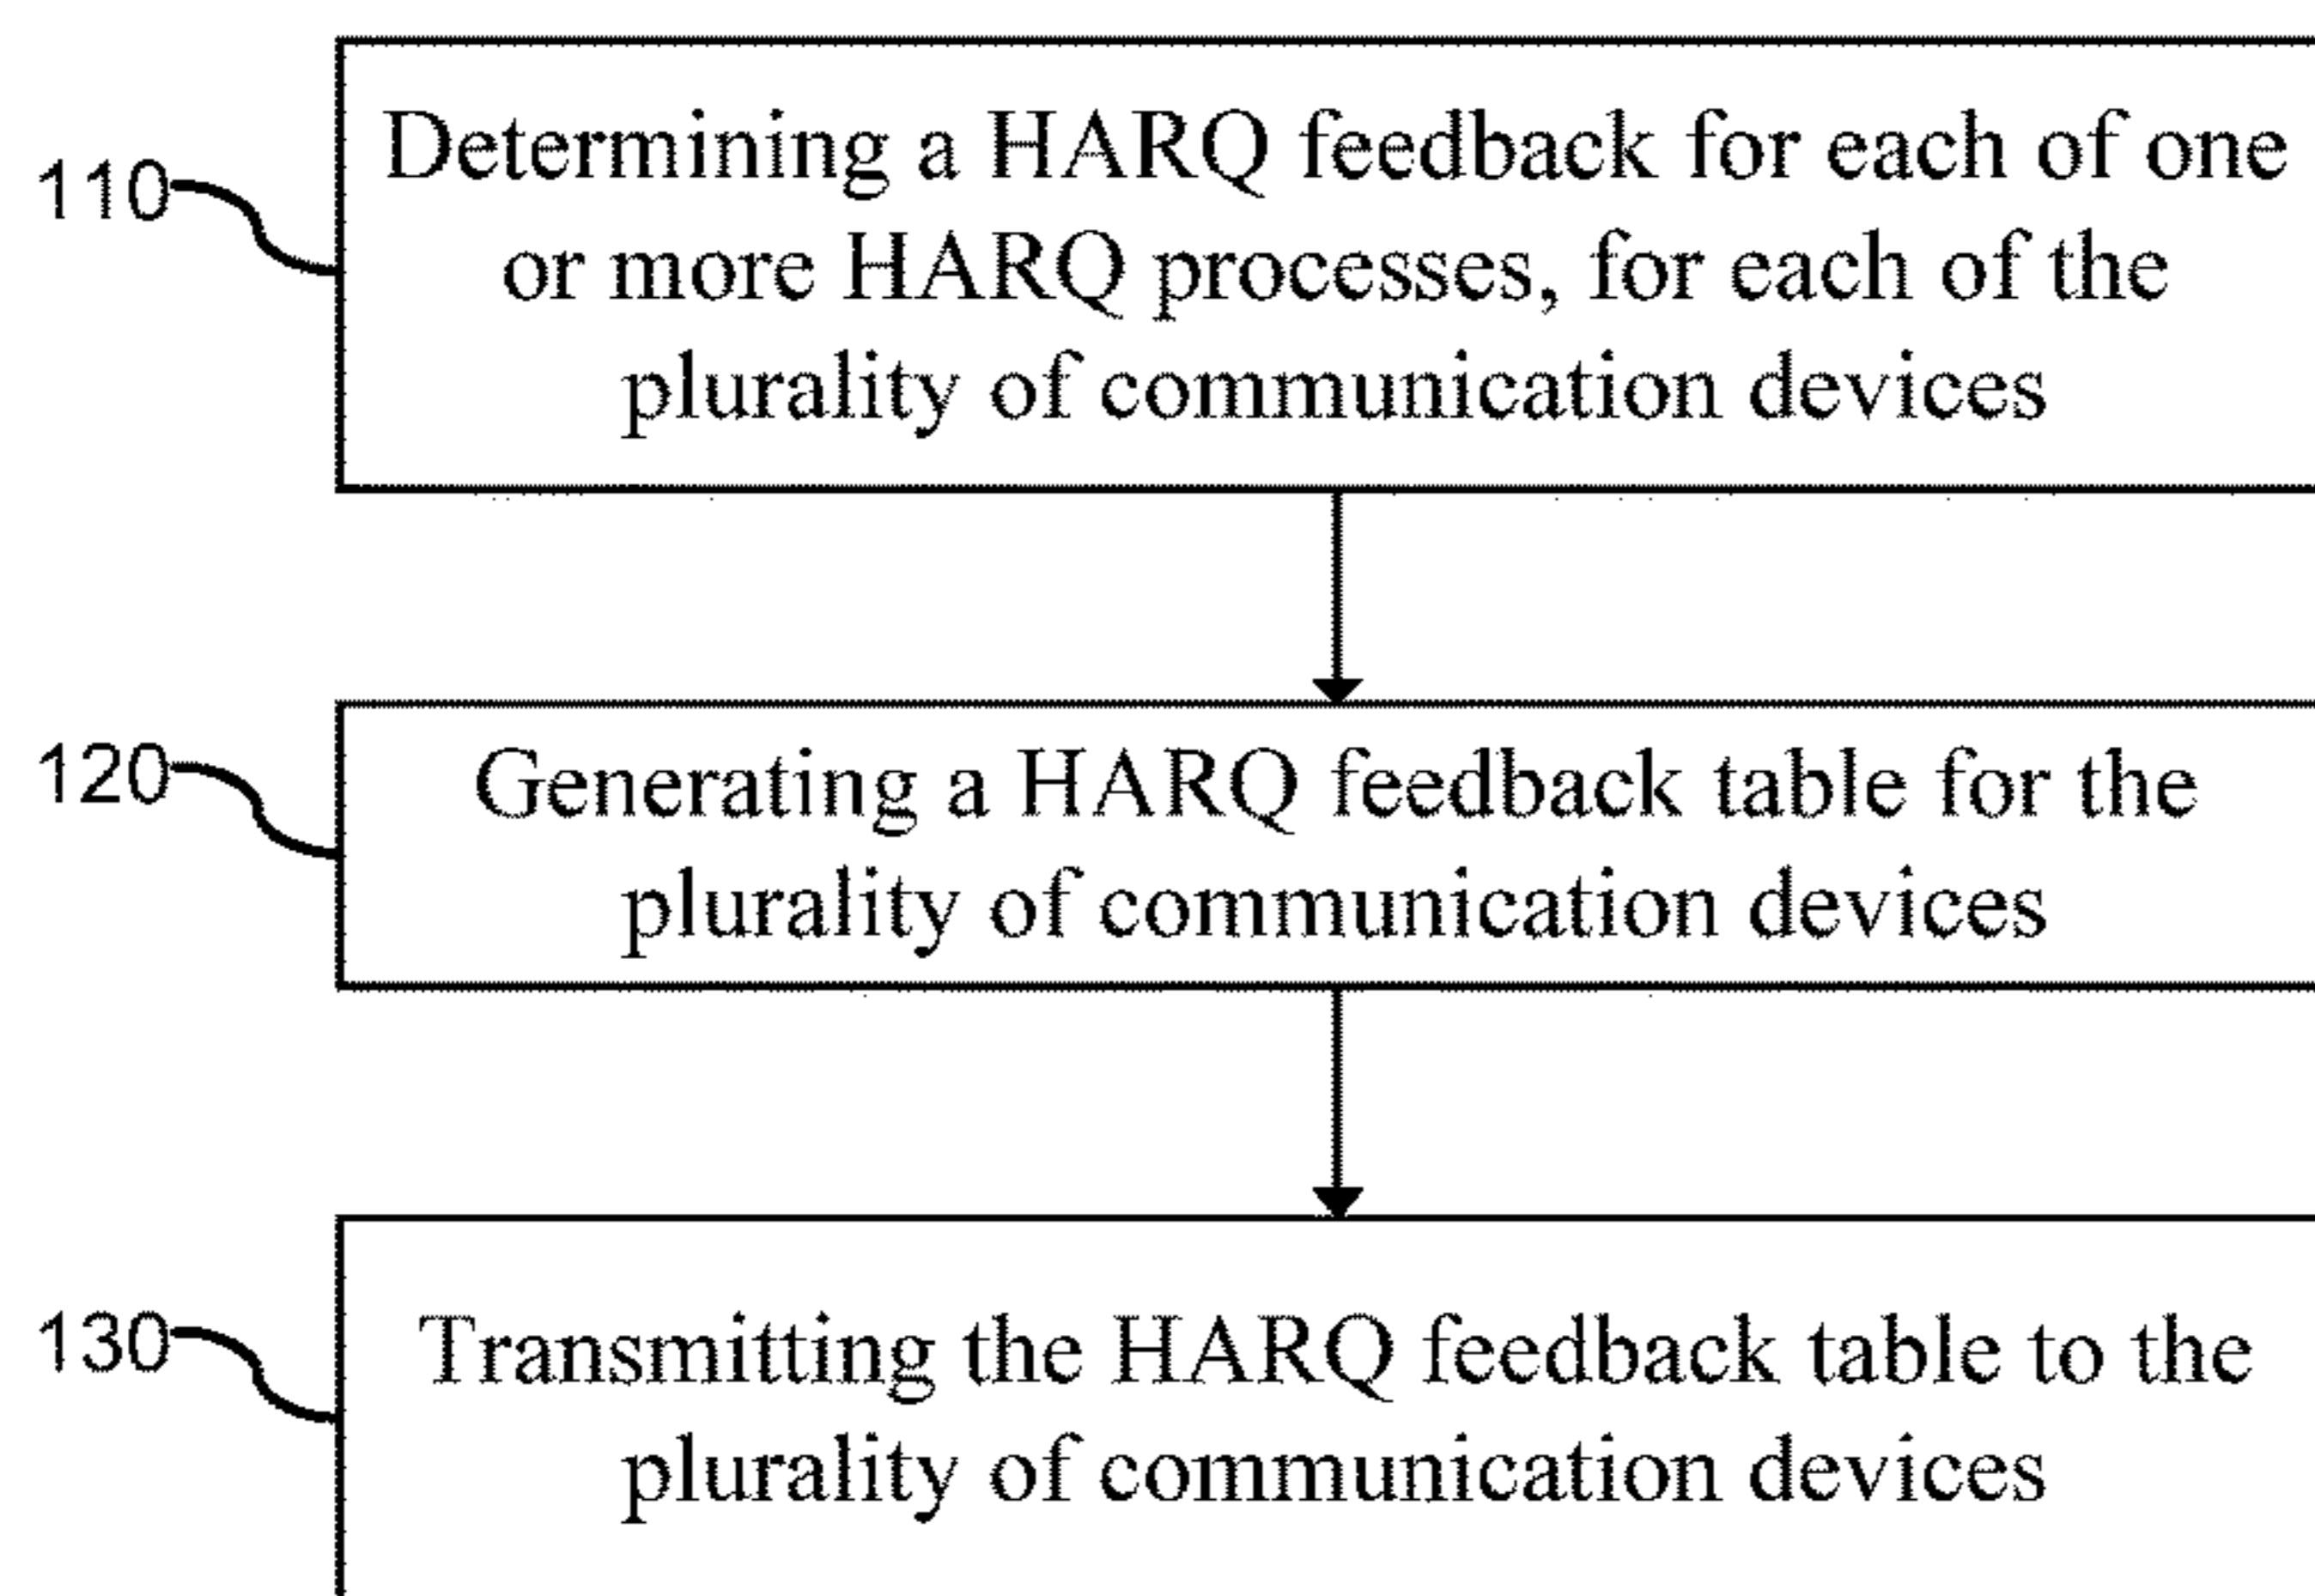 110
Determining a HARQ feedback for each of one
or more HARQ processes, for each of the
plurality of communication devices
120
Generating a HARQ feedback table for the
plurality of communication devices
130
Transmitting the HARQ feedback table to the
plurality of communication devices